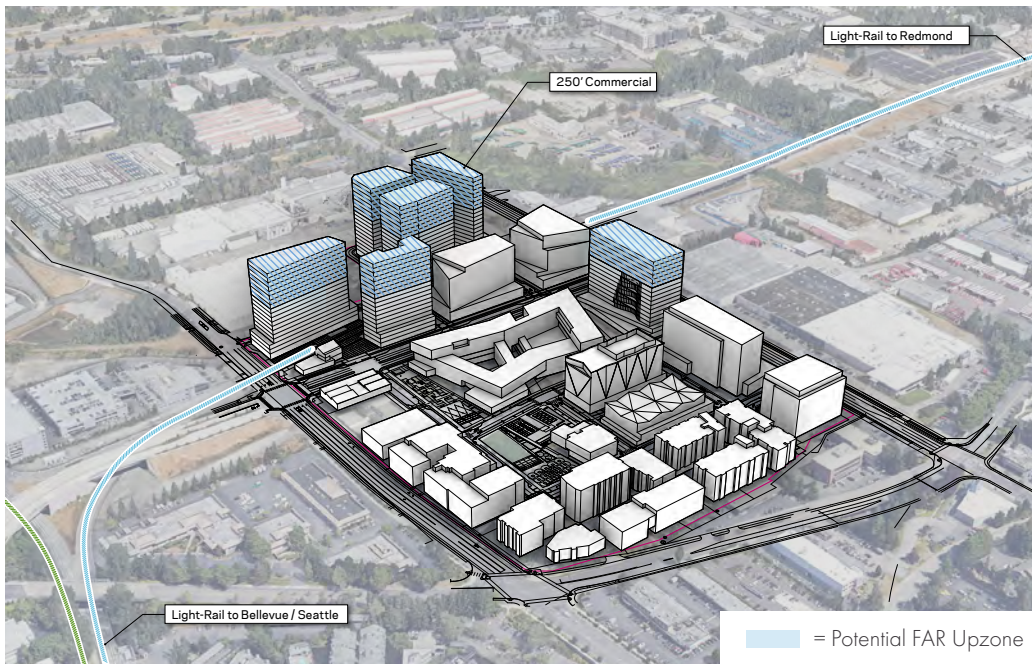 Light-Rail to Redmond
250' Commercial
Light-Rail to Bellevue / Seattle
= Potential FAR Upzone